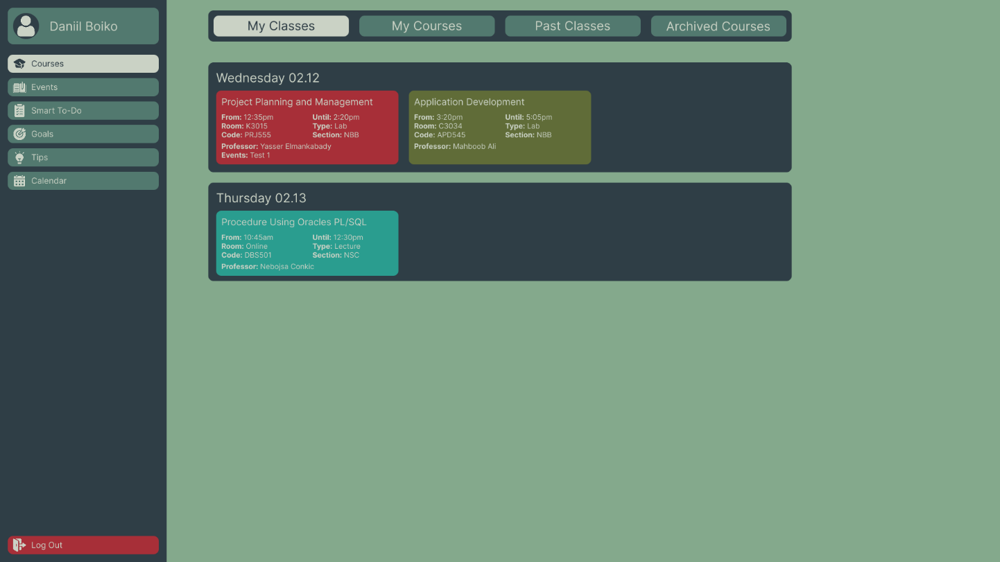 Daniil Boiko
Courses
Events
Smart To-Do
Goals
Tips
Calendar
Log Out
My Classes
My Courses
Past Classes
Archived Courses
Wednesday 02.12
Project Planning and Management
From: 12:35pm Until: 2:20pm
Room: K3015 Type: Lab
Code: PRJ555 Section: NBB
Professor: Yasser Elmankabady
Events: Test 1
Application Development
From: 3:20pm Until: 5:05pm
Room: C3034 Type: Lab
Code: APD545 Section: NBB
Professor: Mahboob Ali
Thursday 02.13
Procedure Using Oracles PL/SQL
From: 10:45am Until: 12:30pm
Room: Online Type: Lecture
Code: DBS501 Section: NSC
Professor: Nebojsa Conkic